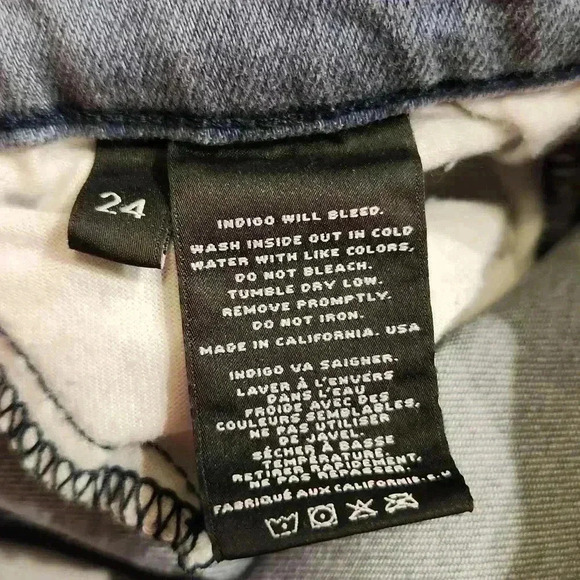 24
INDIGO WILL BLEED.
WASH INSIDE OUT IN COLD
WATER WITH LIKE COLORS,
DO NOT BLEACH.
TUMBLE DRY LOW.
REMOVE PROMPTLY.
DO NOT IRON.
MADE IN CALIFORNIA. USA
INDIGO VA SAIGNER.
LAVER À L'ENVERS
DANS L'EAU
FROIDE AVEC DES
COULEURS SEMBLABLES,
NE PAS UTILISER
DE JAVEL.
SÉCHER À BASSE
TEMPÉRATURE.
RETIRER RAPIDEMENT.
NE PAS REPASSER.
FABRIQUÉ AUX CALIFORNIE.